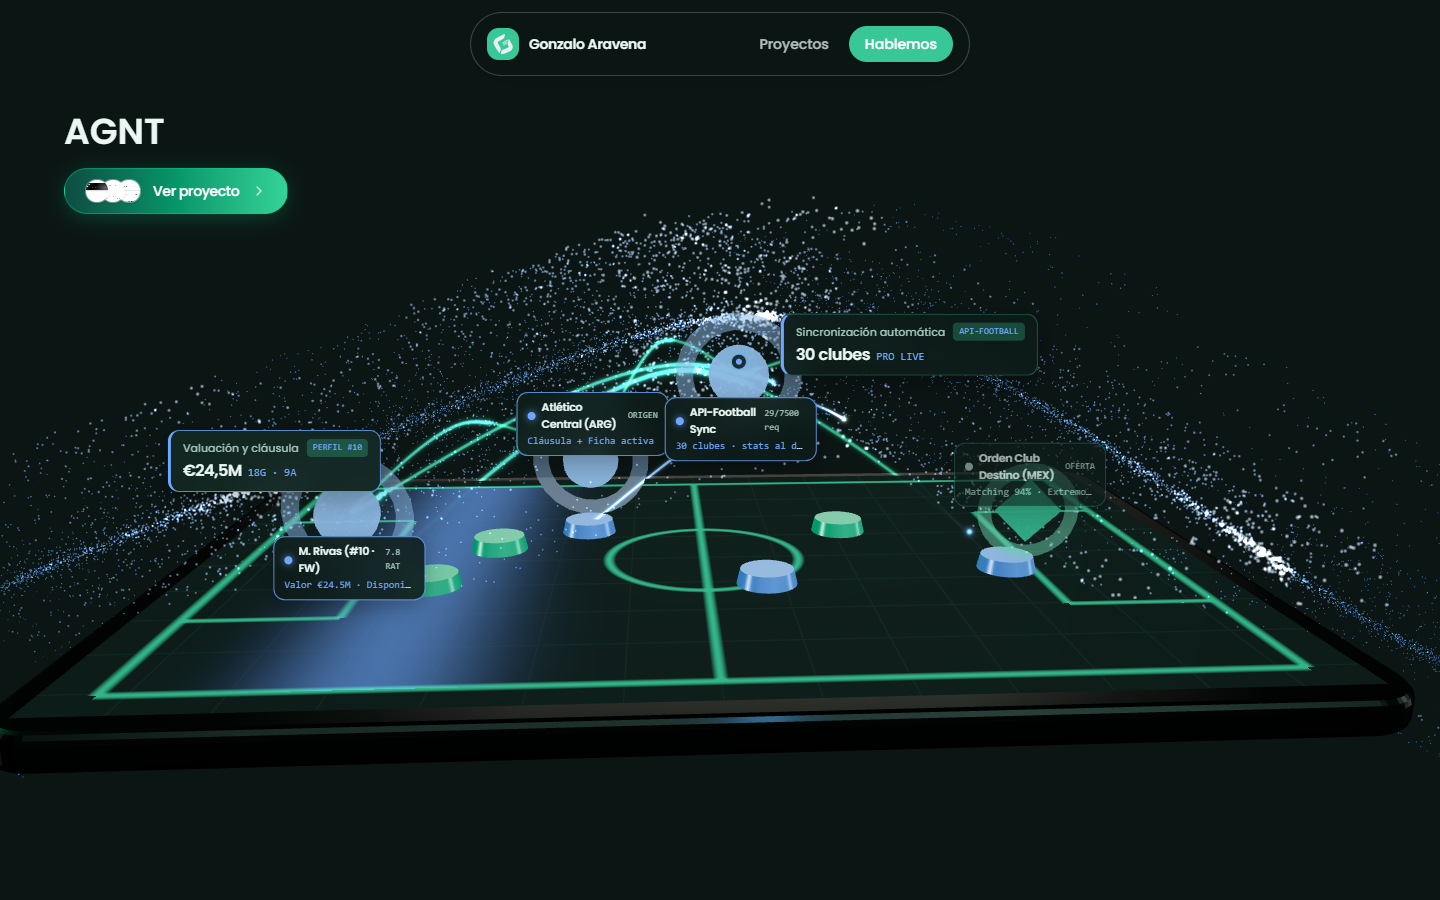 Gonzalo Aravena
Proyectos
Hablemos
AGNT
Ver proyecto
Sincronización automática
API-FOOTBALL
30 clubes PRO LIVE
Atlético
Central (ARG)
ORIGEN
Cláusula + Ficha activa
API-Football
Sync
29/7500
req
30 clubes · stats al d…
Valuación y cláusula
PERFIL #10
€24,5M 18G · 9A
Orden Club
Destino (MEX)
OFERTA
Matching 94% · Extremo…
M. Rivas (#10 ·
FW)
7.8
RAT
Valor €24.5M · Disponi…